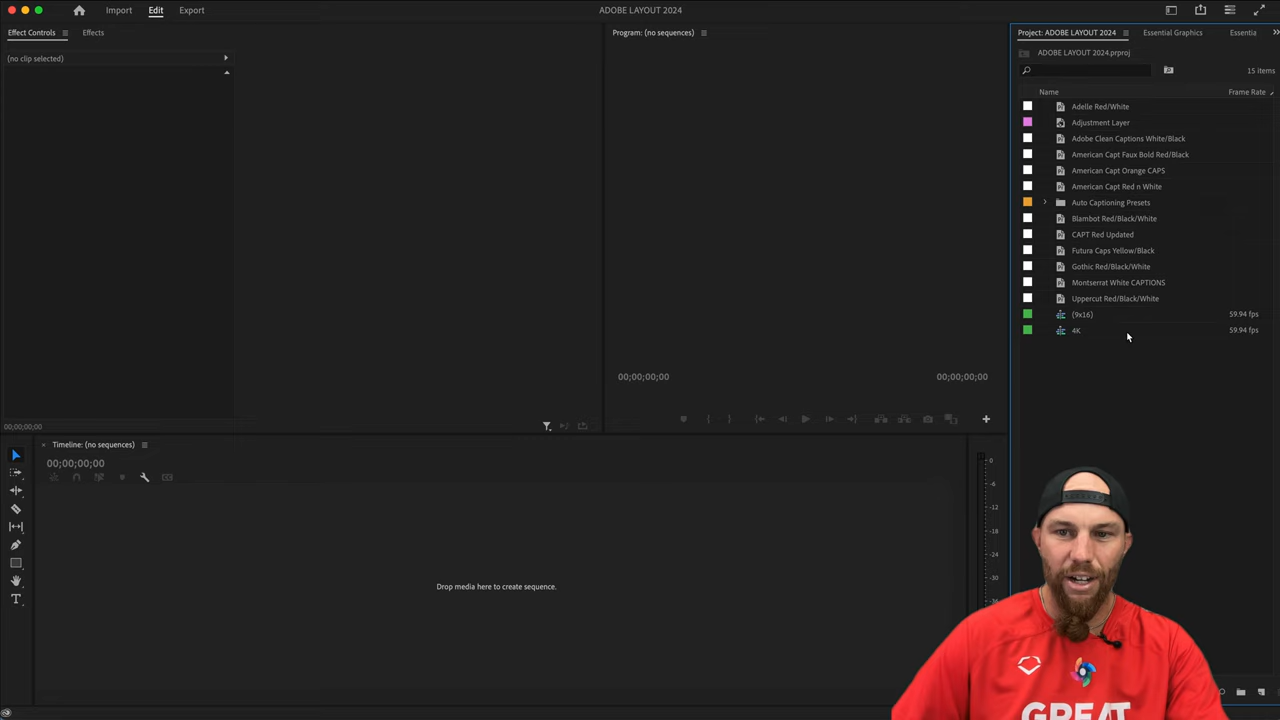 Import
Edit
Export
ADOBE LAYOUT 2024
Effect Controls
Effects
Program: (no sequences)
Project: ADOBE LAYOUT 2024
Essential Graphics
Essentia
(no clip selected)
ADOBE LAYOUT 2024.prproj
15 items
Name
Frame Rate
Adelle Red/White
Adjustment Layer
Adobe Clean Captions White/Black
American Capt Faux Bold Red/Black
American Capt Orange CAPS
American Capt Red n White
Auto Captioning Presets
Blambot Red/Black/White
CAPT Red Updated
Futura Caps Yellow/Black
Gothic Red/Black/White
Montserrat White CAPTIONS
Uppercut Red/Black/White
(9x16)
59.94 fps
4K
59.94 fps
00;00;00;00
00;00;00;00
00;00;00;00
Timeline: (no sequences)
00;00;00;00
0
-6
-12
-18
-24
-30
Drop media here to create sequence.
GREAT